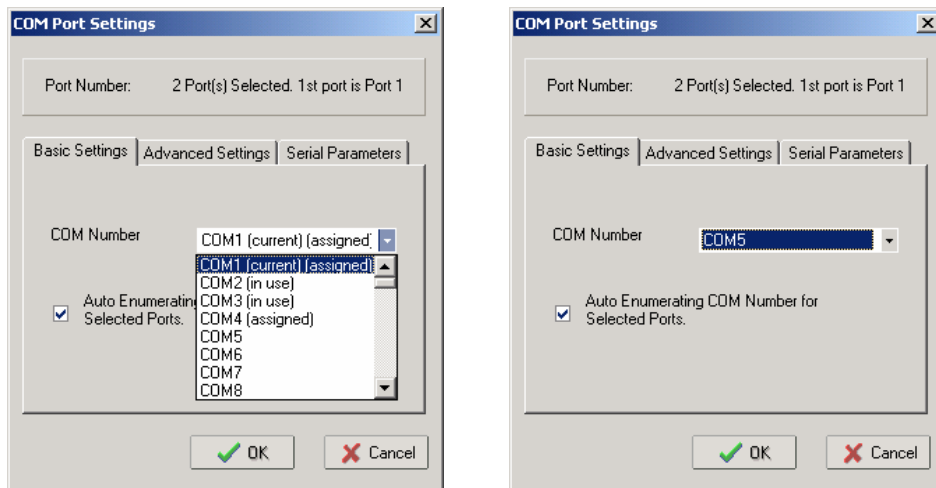 COM Port Settings
Port Number: 2 Port(s) Selected. 1st port is Port 1
Basic Settings Advanced Settings Serial Parameters
COM Number COM1 (current) (assigned)
COM1 (current) (assigned)
COM2 (in use)
COM3 (in use)
Auto Enumerating
COM4 (assigned)
Selected Ports.
COM5
COM6
COM7
COM8
OK Cancel
COM Port Settings
Port Number: 2 Port(s) Selected. 1st port is Port 1
Basic Settings Advanced Settings Serial Parameters
COM Number COM5
Auto Enumerating COM Number for
Selected Ports.
OK Cancel